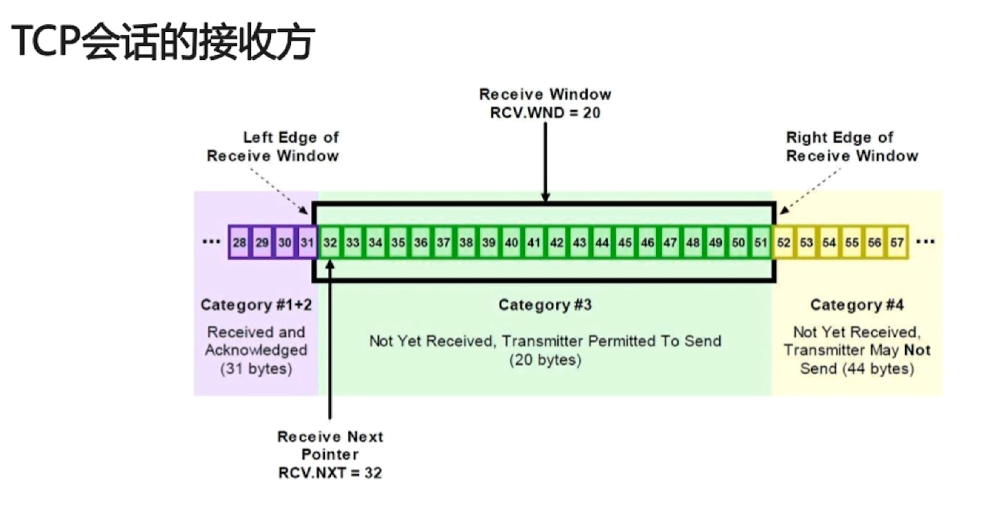 TCP会话的接收方
Receive Window
RCV.WND = 20
Left Edge of
Receive Window
Right Edge of
Receive Window
... 28 29 30 31 32 33 34 35 36 37 38 39 40 41 42 43 44 45 46 47 48 49 50 51 52 53 54 55 56 57 ...
Category #1+2
Received and
Acknowledged
(31 bytes)
Category #3
Not Yet Received, Transmitter Permitted To Send
(20 bytes)
Category #4
Not Yet Received,
Transmitter May Not
Send (44 bytes)
Receive Next
Pointer
RCV.NXT = 32